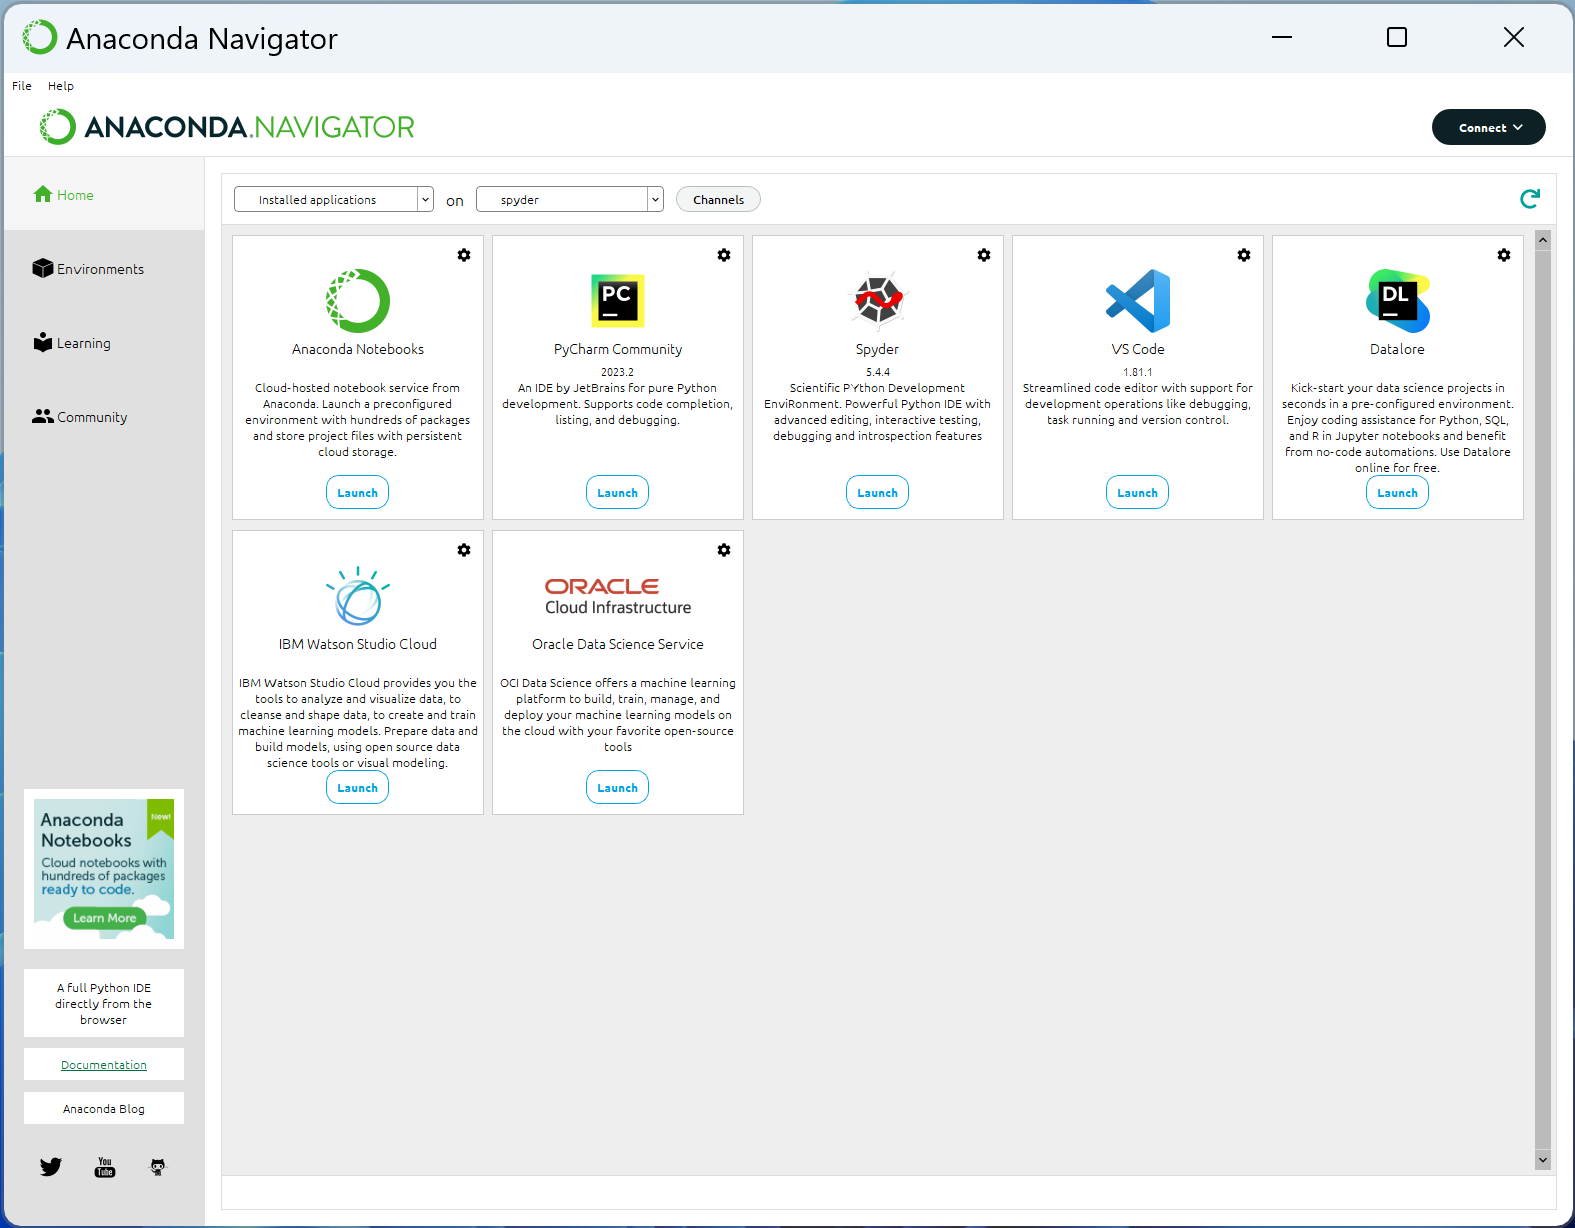 Anaconda Navigator
File Help
ANACONDA.NAVIGATOR
Connect
Home
Environments
Learning
Community
Installed applications on spyder Channels
Anaconda Notebooks
Cloud-hosted notebook service from
Anaconda. Launch a preconfigured
environment with hundreds of packages
and store project files with persistent
cloud storage.
Launch
PC
PyCharm Community
2023.2
An IDE by JetBrains for pure Python
development. Supports code completion,
listing, and debugging.
Launch
Spyder
5.4.4
Scientific PYthon Development
EnviRonment. Powerful Python IDE with
advanced editing, interactive testing,
debugging and introspection features
Launch
VS Code
1.81.1
Streamlined code editor with support for
development operations like debugging,
task running and version control.
Launch
DL
Datalore
Kick-start your data science projects in
seconds in a pre-configured environment.
Enjoy coding assistance for Python, SQL,
and R in Jupyter notebooks and benefit
from no-code automations. Use Datalore
online for free.
Launch
IBM Watson Studio Cloud
IBM Watson Studio Cloud provides you the
tools to analyze and visualize data, to
cleanse and shape data, to create and train
machine learning models. Prepare data and
build models, using open source data
science tools or visual modeling.
Launch
ORACLE
Cloud Infrastructure
Oracle Data Science Service
OCI Data Science offers a machine learning
platform to build, train, manage, and
deploy your machine learning models on
the cloud with your favorite open-source
tools
Launch
Anaconda
Notebooks
New!
Cloud notebooks with
hundreds of packages
ready to code.
Learn More
A full Python IDE
directly from the
browser
Documentation
Anaconda Blog
You
Tube